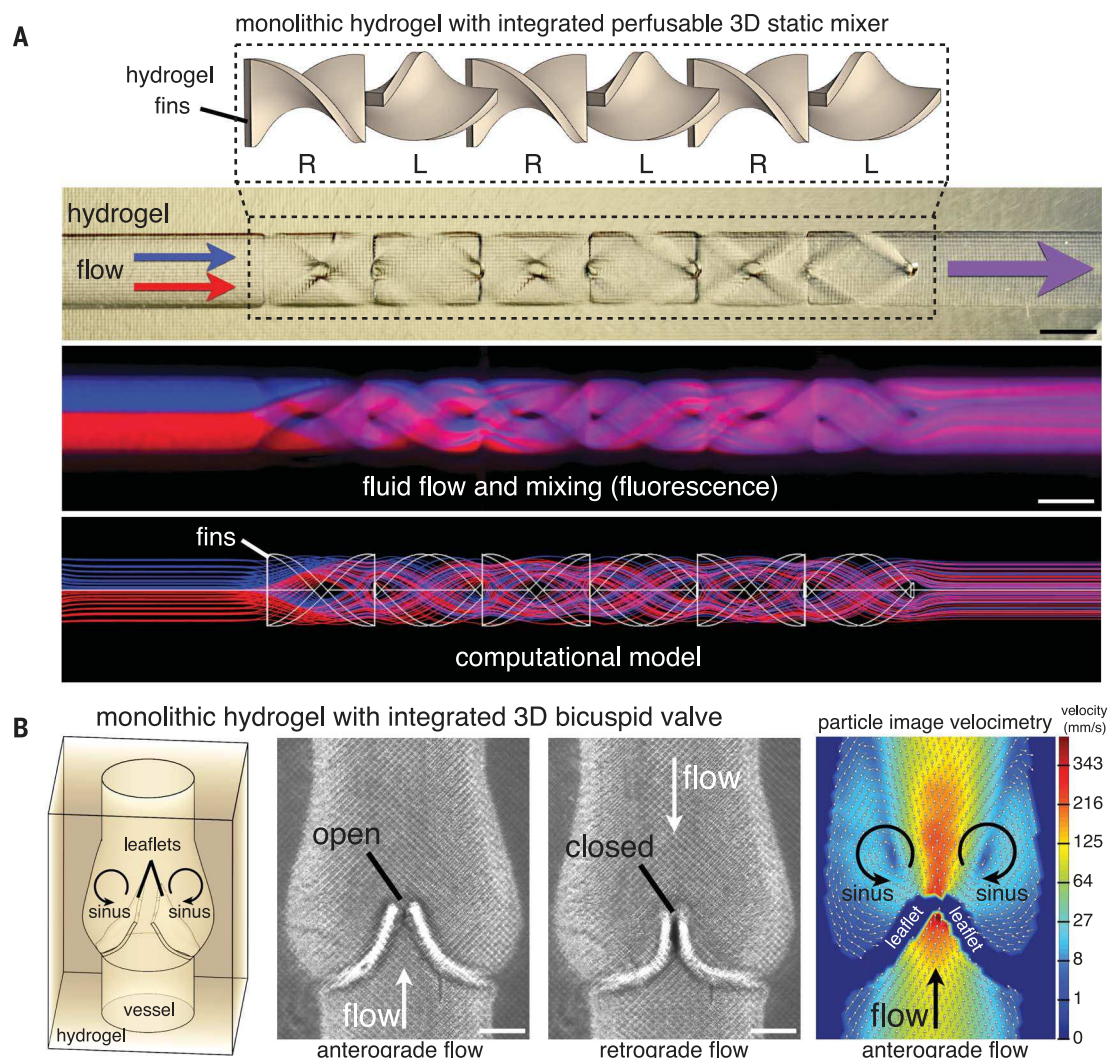 A
monolithic hydrogel with integrated perfusable 3D static mixer
hydrogel
fins
R L R L R L
hydrogel
flow
fluid flow and mixing (fluorescence)
fins
computational model
B
monolithic hydrogel with integrated 3D bicuspid valve
leaflets
sinus sinus
vessel
hydrogel
open
flow
anterograde flow
flow
closed
retrograde flow
particle image velocimetry
velocity
(mm/s)
343
216
125
64
27
8
1
0
sinus sinus
leaflet leaflet
flow
anterograde flow